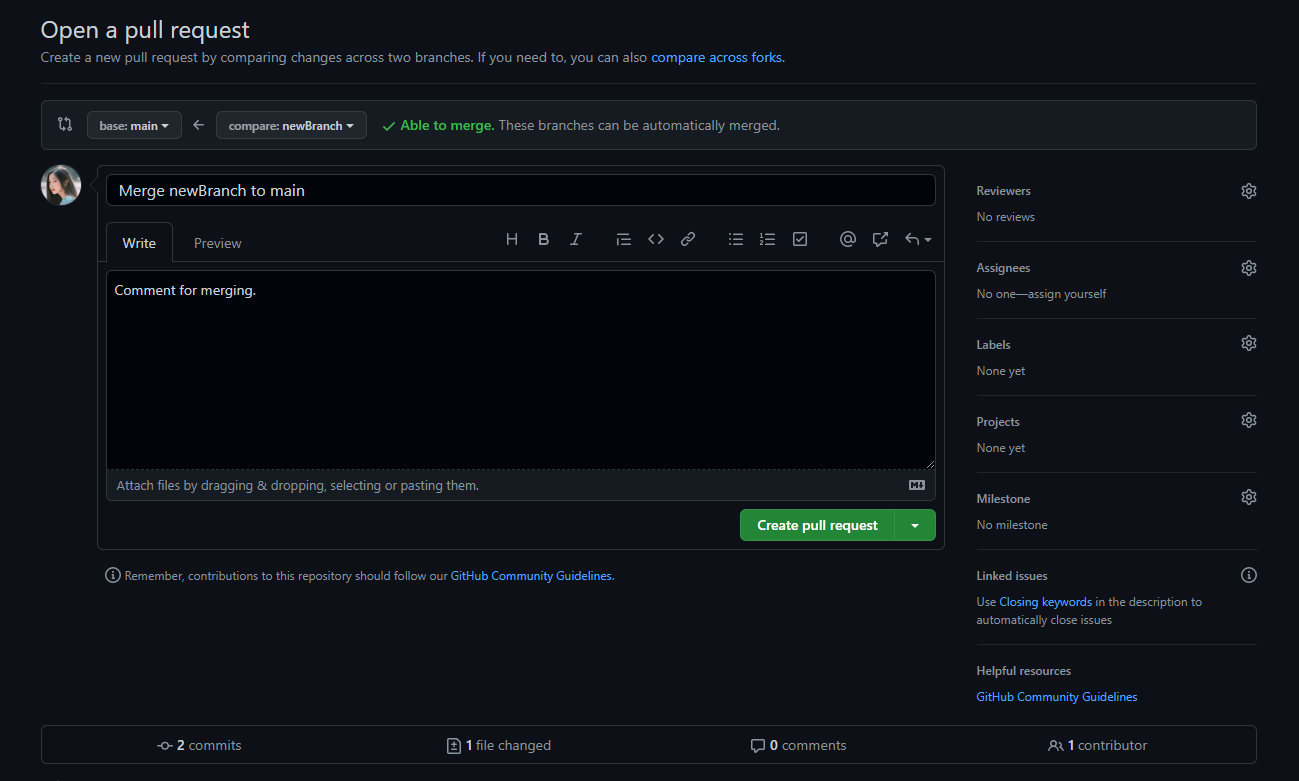 Open a pull request
Create a new pull request by comparing changes across two branches. If you need to, you can also compare across forks.
base: main
compare: newBranch
Able to merge. These branches can be automatically merged.
Merge newBranch to main
Write
Preview
H
B
I
Comment for merging.
Attach files by dragging & dropping, selecting or pasting them.
Create pull request
Remember, contributions to this repository should follow our GitHub Community Guidelines.
Reviewers
No reviews
Assignees
No one—assign yourself
Labels
None yet
Projects
None yet
Milestone
No milestone
Linked issues
Use Closing keywords in the description to
automatically close issues
Helpful resources
GitHub Community Guidelines
2 commits
1 file changed
0 comments
1 contributor